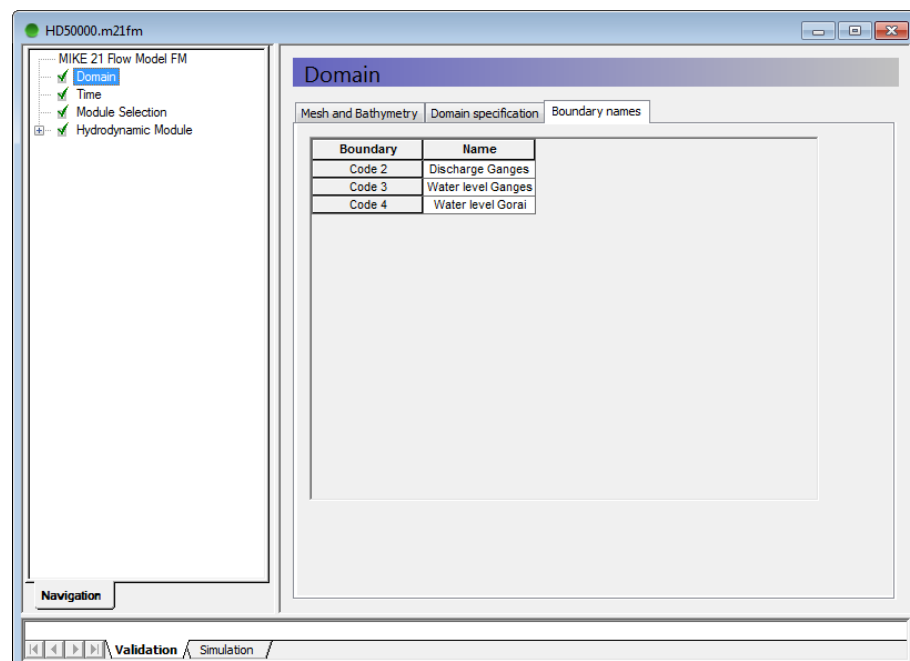 HD50000.m21fm
MIKE 21 Flow Model FM
Domain
Time
Module Selection
Hydrodynamic Module
Navigation
Domain
Mesh and Bathymetry Domain specification Boundary names
Boundary Name
Code 2 Discharge Ganges
Code 3 Water level Ganges
Code 4 Water level Gorai
Validation Simulation